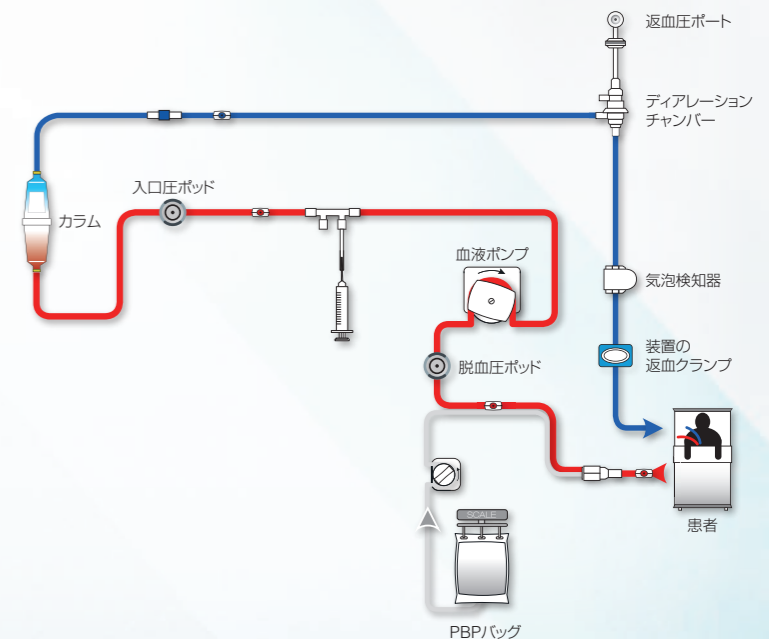 返血圧ポート
ディアレーション
チャンバー
入口圧ポッド
カラム
血液ポンプ
気泡検知器
装置の
返血クランプ
脱血圧ポッド
SCALE
患者
PBPバッグ